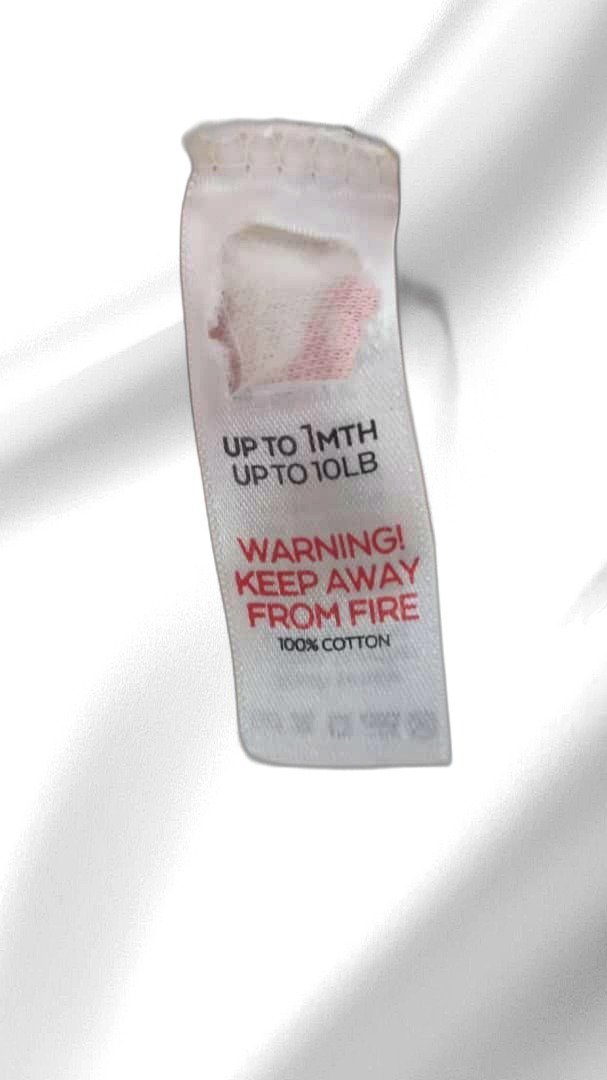 UP TO 1MTH
UP TO 10LB
WARNING!
KEEP AWAY
FROM FIRE
100% COTTON